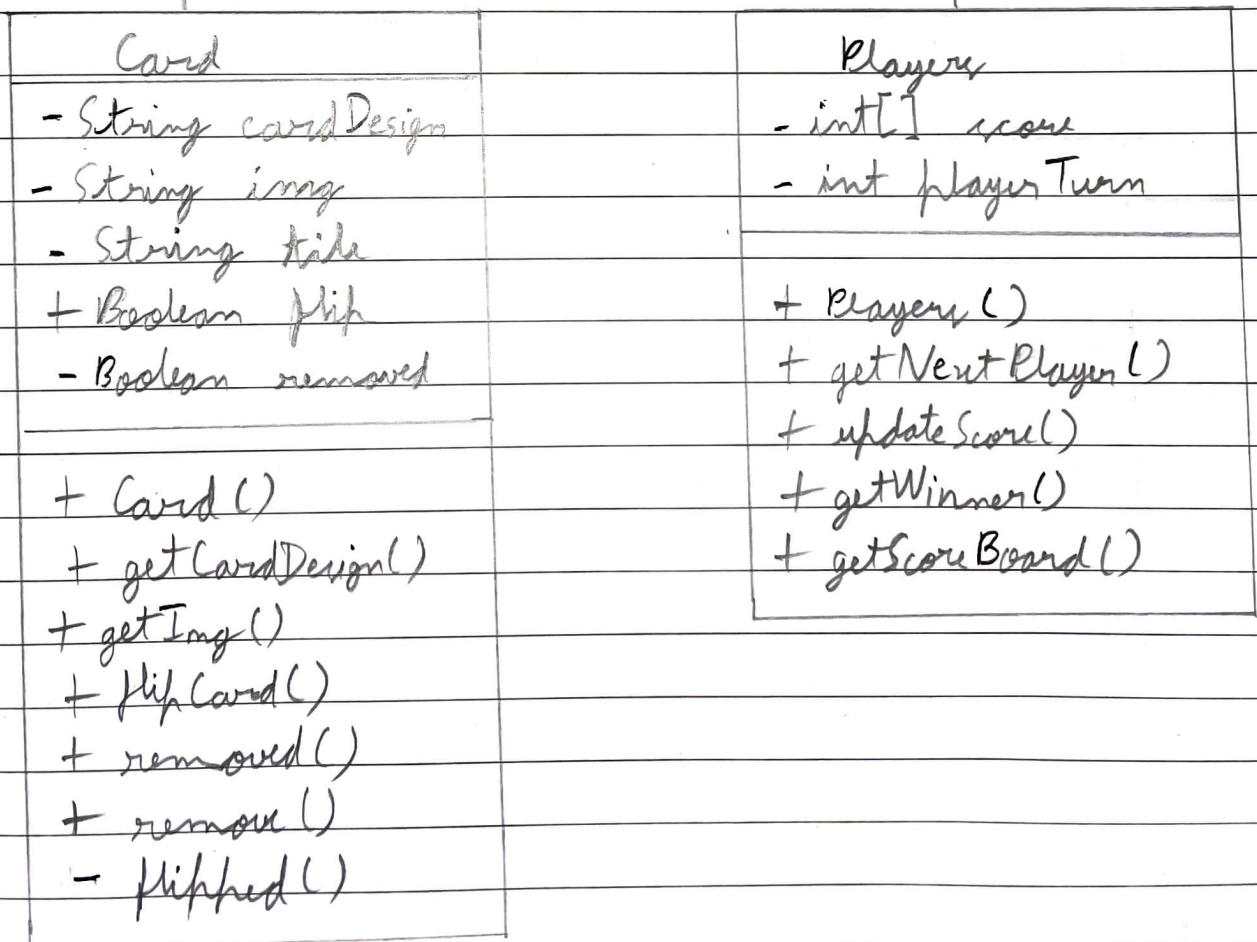 Card
- String cardDesign
- String img
- String tile
+ Boolean flip
- Boolean removed
+ Card()
+ getCardDesign()
+ getImg()
+ flipCard()
+ removed()
+ remove()
- flipped()
Players
- int[] score
- int playerTurn
+ Players()
+ getNextPlayer()
+ updateScore()
+ getWinner()
+ getScoreBoard()